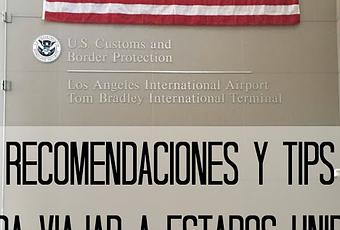 U.S. Customs and
Border Protection
Los Angeles International Airport
Tom Bradley International Terminal
RECOMENDACIONES Y TIPS
VIAJAR A ESTADOS